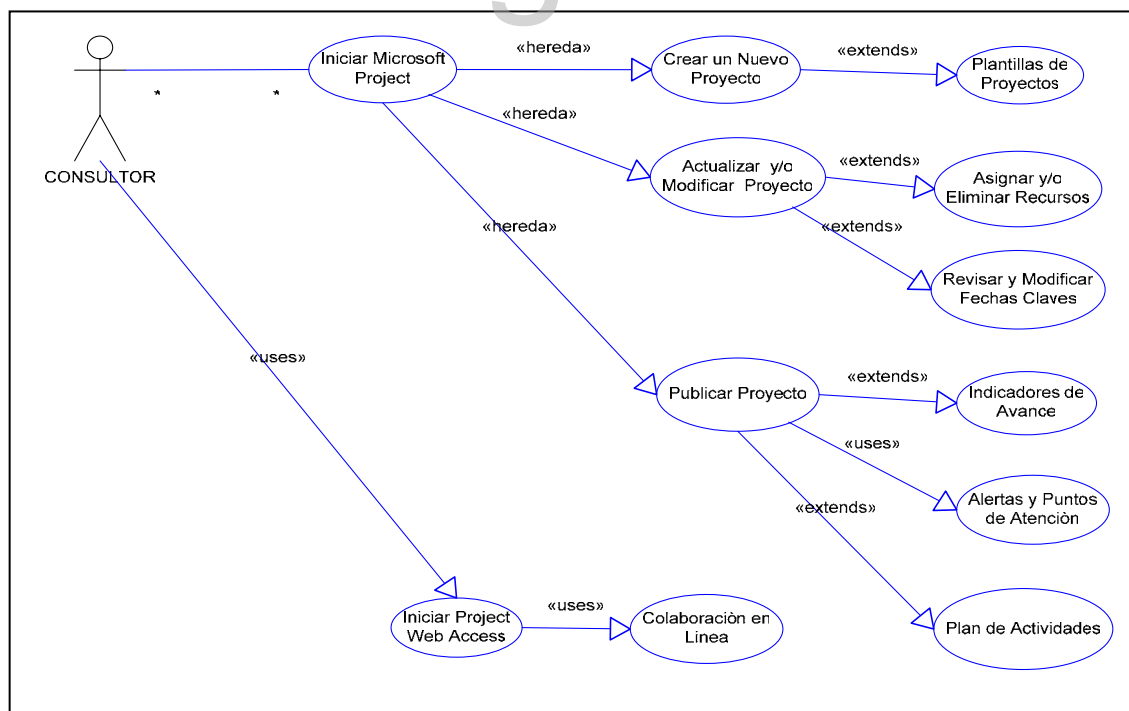 «hereda»
«extends»
Iniciar Microsoft
Project
Crear un Nuevo
Proyecto
Plantillas de
Proyectos
*
*
«hereda»
CONSULTOR
Actualizar y/o
Modificar Proyecto
«extends»
Asignar y/o
Eliminar Recursos
«hereda»
«extends»
Revisar y Modificar
Fechas Claves
«uses»
Publicar Proyecto
«extends»
Indicadores de
Avance
«uses»
Alertas y Puntos
de Atenciòn
«extends»
Iniciar Project
Web Access
«uses»
Colaboraciòn en
Linea
Plan de Actividades